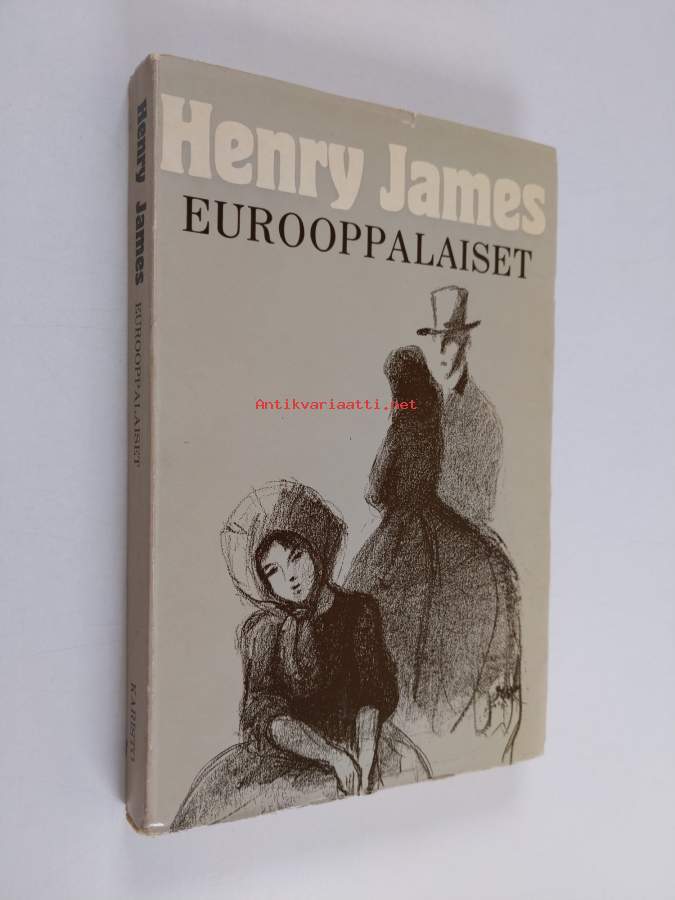 Henry James
EUROOPPALAISET
Antikvariaatti.net
Henry James EUROOPPALAISET KARISTO